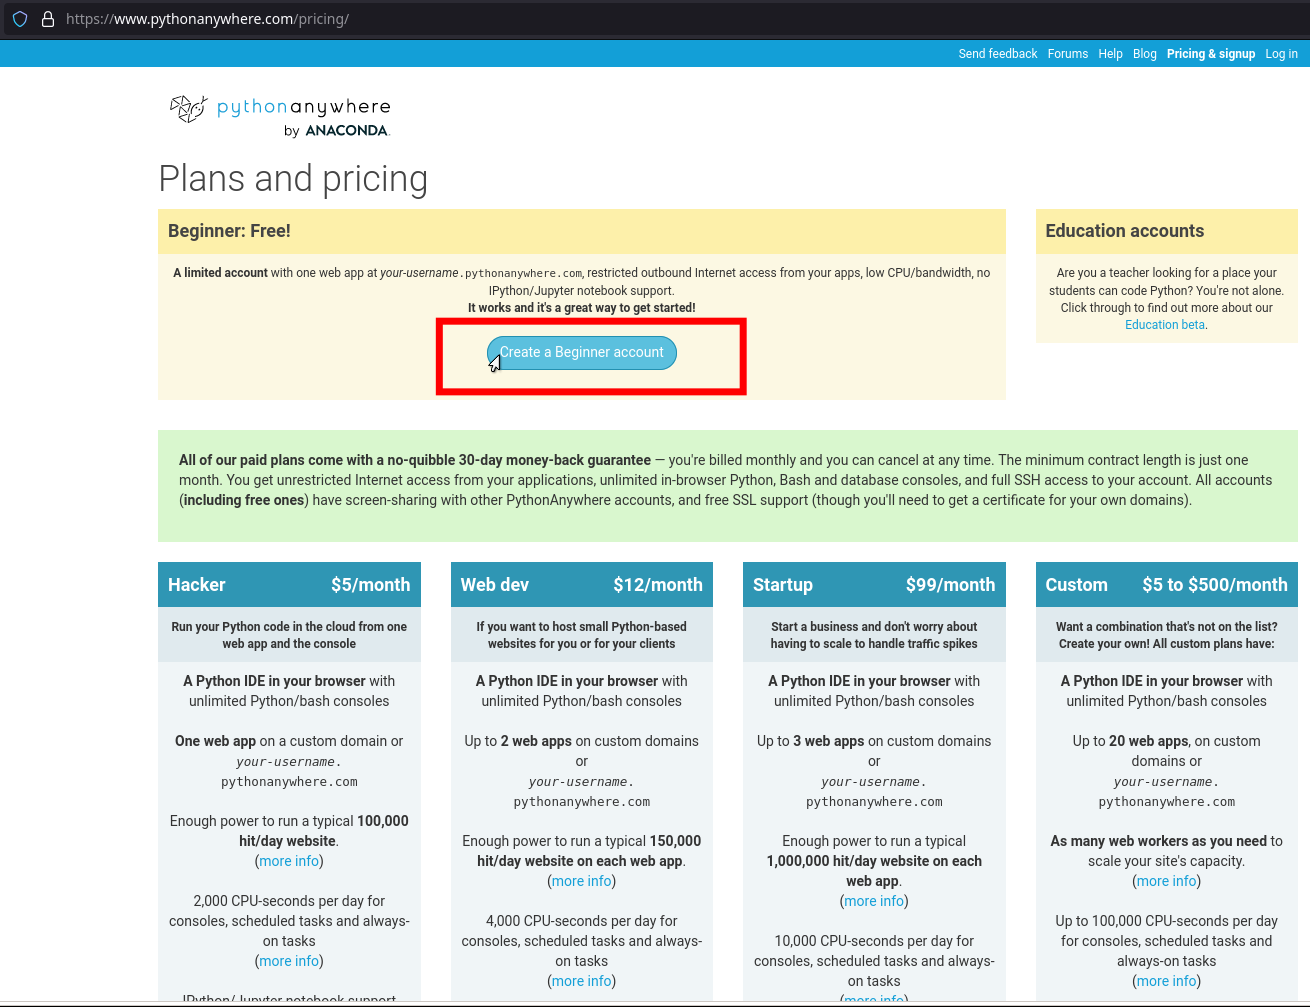 https://www.pythonanywhere.com/pricing/
Send feedback Forums Help Blog Pricing & signup Log in
pythonanywhere
by ANACONDA.
Plans and pricing
Beginner: Free!
A limited account with one web app at your-username.pythonanywhere.com, restricted outbound Internet access from your apps, low CPU/bandwidth, no
IPython/Jupyter notebook support.
It works and it's a great way to get started!
Create a Beginner account
Education accounts
Are you a teacher looking for a place your
students can code Python? You're not alone.
Click through to find out more about our
Education beta.
All of our paid plans come with a no-quibble 30-day money-back guarantee — you're billed monthly and you can cancel at any time. The minimum contract length is just one
month. You get unrestricted Internet access from your applications, unlimited in-browser Python, Bash and database consoles, and full SSH access to your account. All accounts
(including free ones) have screen-sharing with other PythonAnywhere accounts, and free SSL support (though you'll need to get a certificate for your own domains).
Hacker $5/month
Run your Python code in the cloud from one
web app and the console
A Python IDE in your browser with
unlimited Python/bash consoles
One web app on a custom domain or
your-username.
pythonanywhere.com
Enough power to run a typical 100,000
hit/day website.
(more info)
2,000 CPU-seconds per day for
consoles, scheduled tasks and always-
on tasks
(more info)
IPython/Jupyter notebook support
Web dev $12/month
If you want to host small Python-based
websites for you or for your clients
A Python IDE in your browser with
unlimited Python/bash consoles
Up to 2 web apps on custom domains
or
your-username.
pythonanywhere.com
Enough power to run a typical 150,000
hit/day website on each web app.
(more info)
4,000 CPU-seconds per day for
consoles, scheduled tasks and always-
on tasks
(more info)
Startup $99/month
Start a business and don't worry about
having to scale to handle traffic spikes
A Python IDE in your browser with
unlimited Python/bash consoles
Up to 3 web apps on custom domains
or
your-username.
pythonanywhere.com
Enough power to run a typical
1,000,000 hit/day website on each
web app.
(more info)
10,000 CPU-seconds per day for
consoles, scheduled tasks and always-
on tasks
(more info)
Custom $5 to $500/month
Want a combination that's not on the list?
Create your own! All custom plans have:
A Python IDE in your browser with
unlimited Python/bash consoles
Up to 20 web apps, on custom
domains or
your-username.
pythonanywhere.com
As many web workers as you need to
scale your site's capacity.
(more info)
Up to 100,000 CPU-seconds per day
for consoles, scheduled tasks and
always-on tasks
(more info)